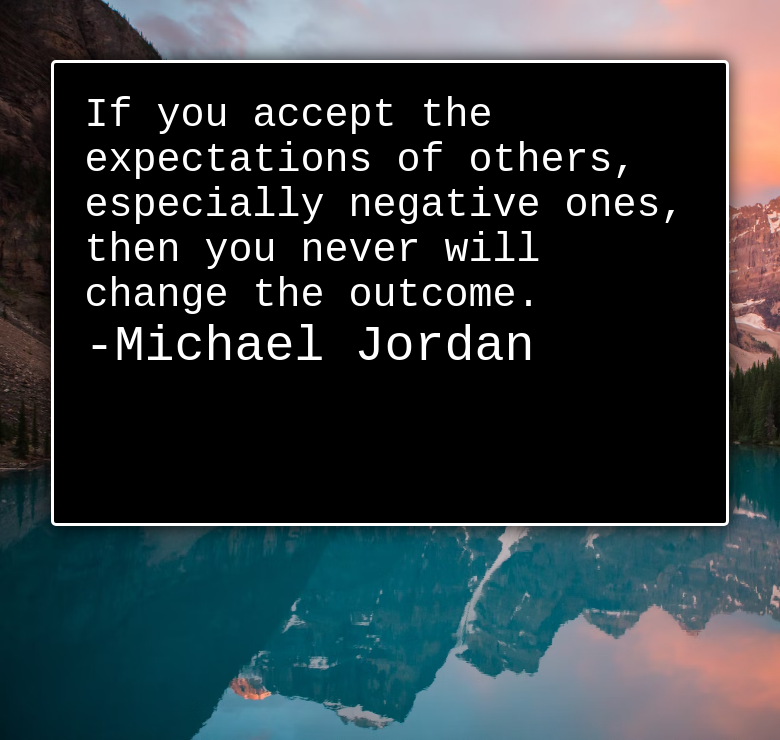 If you accept the
expectations of others,
especially negative ones,
then you never will
change the outcome.
-Michael Jordan